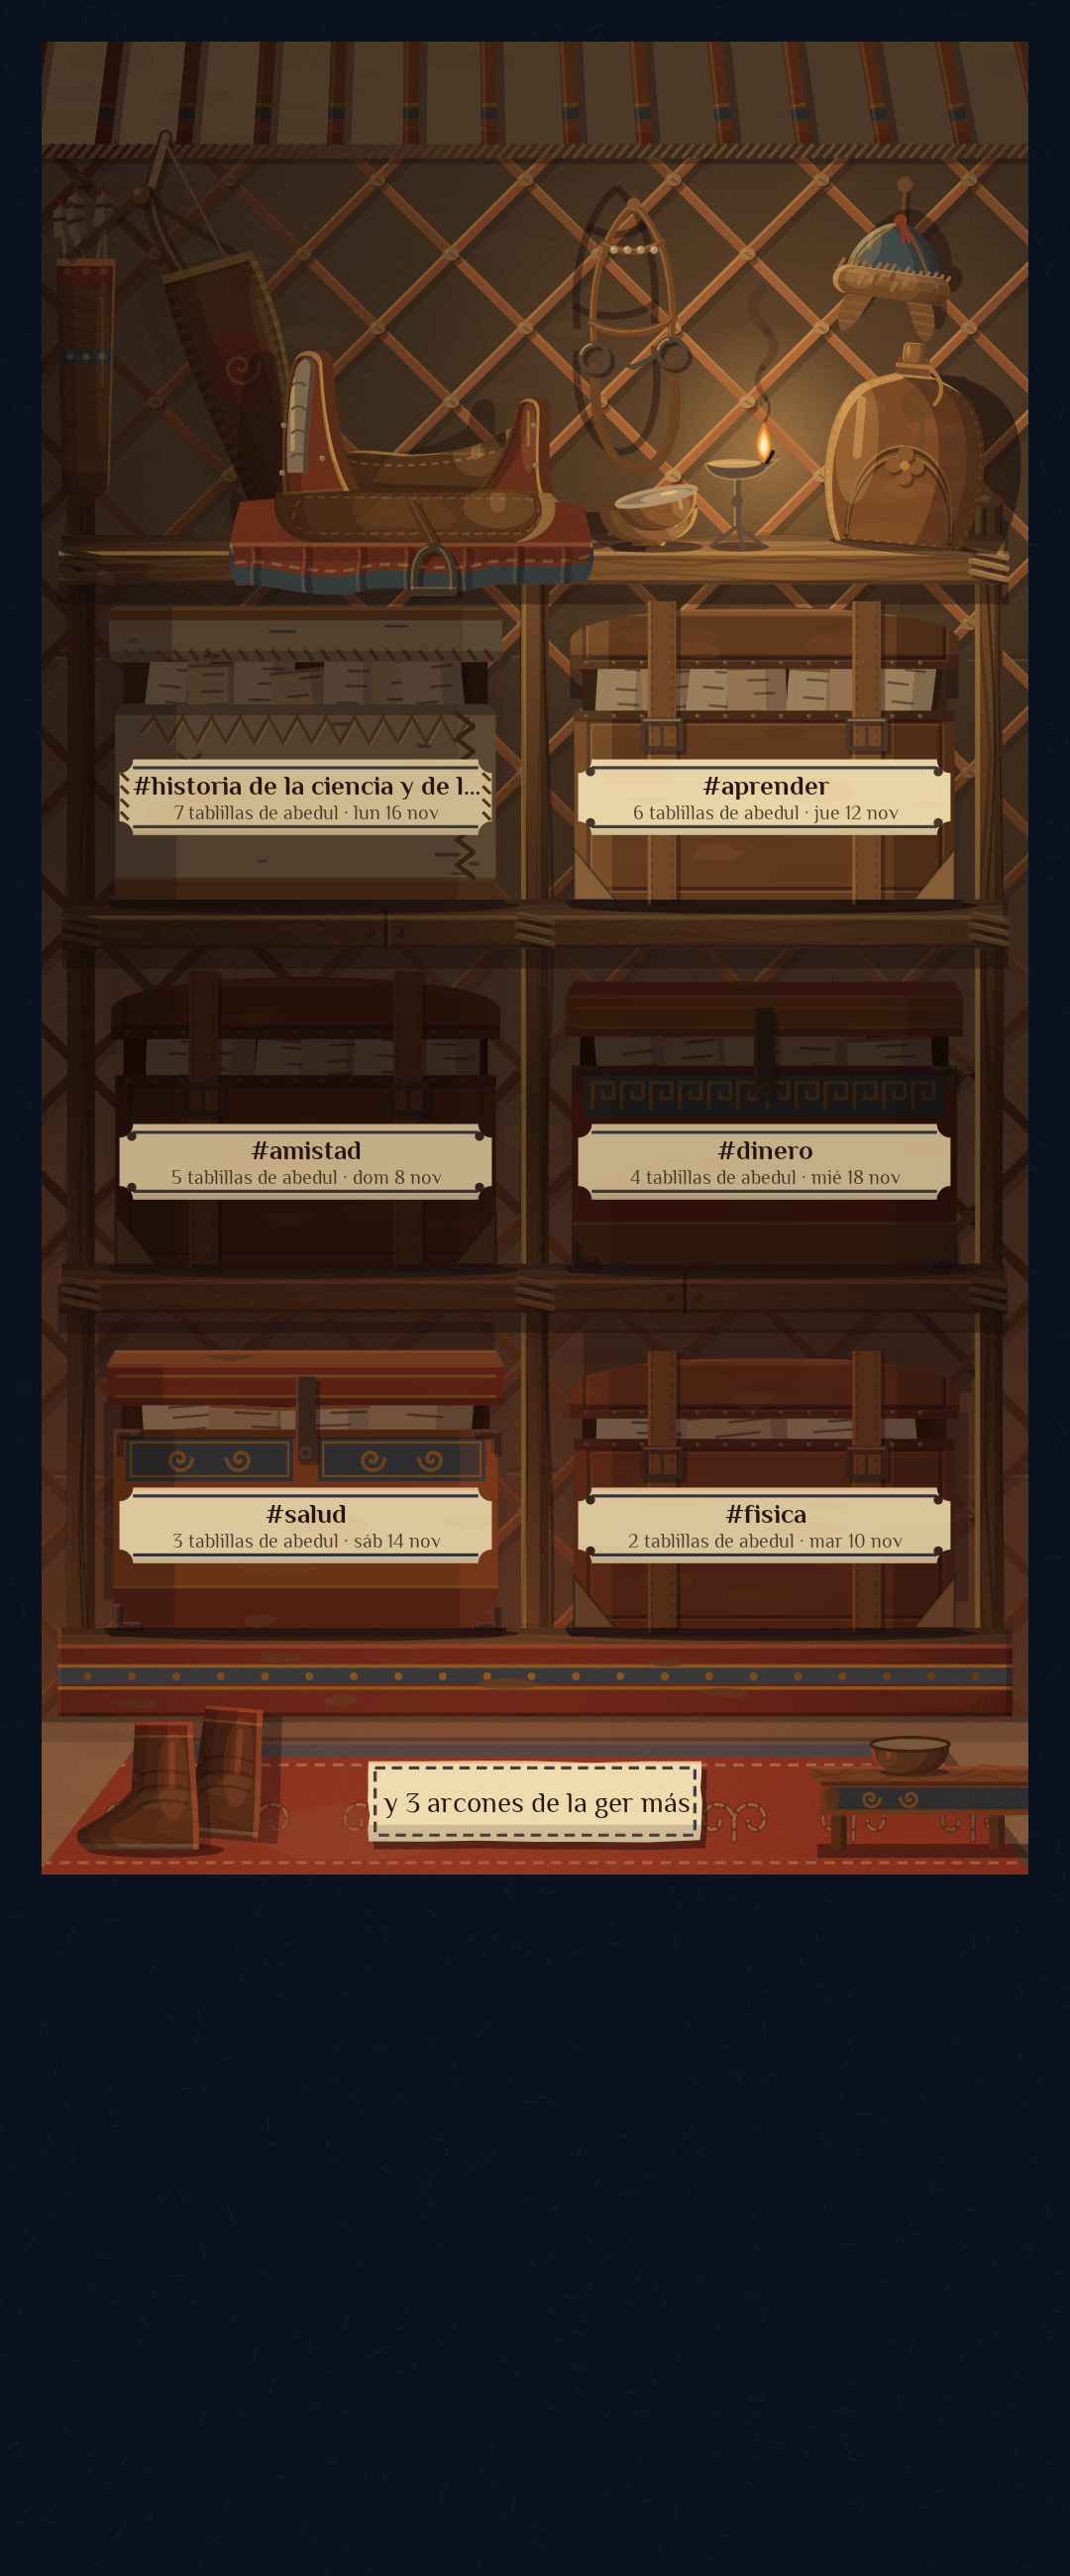 #historia de la ciencia y de l...
7 tablillas de abedul · lun 16 nov
#aprender
6 tablillas de abedul · jue 12 nov
#amistad
5 tablillas de abedul · dom 8 nov
#dinero
4 tablillas de abedul · mié 18 nov
#salud
3 tablillas de abedul · sáb 14 nov
#fisica
2 tablillas de abedul · mar 10 nov
y 3 arcones de la ger más